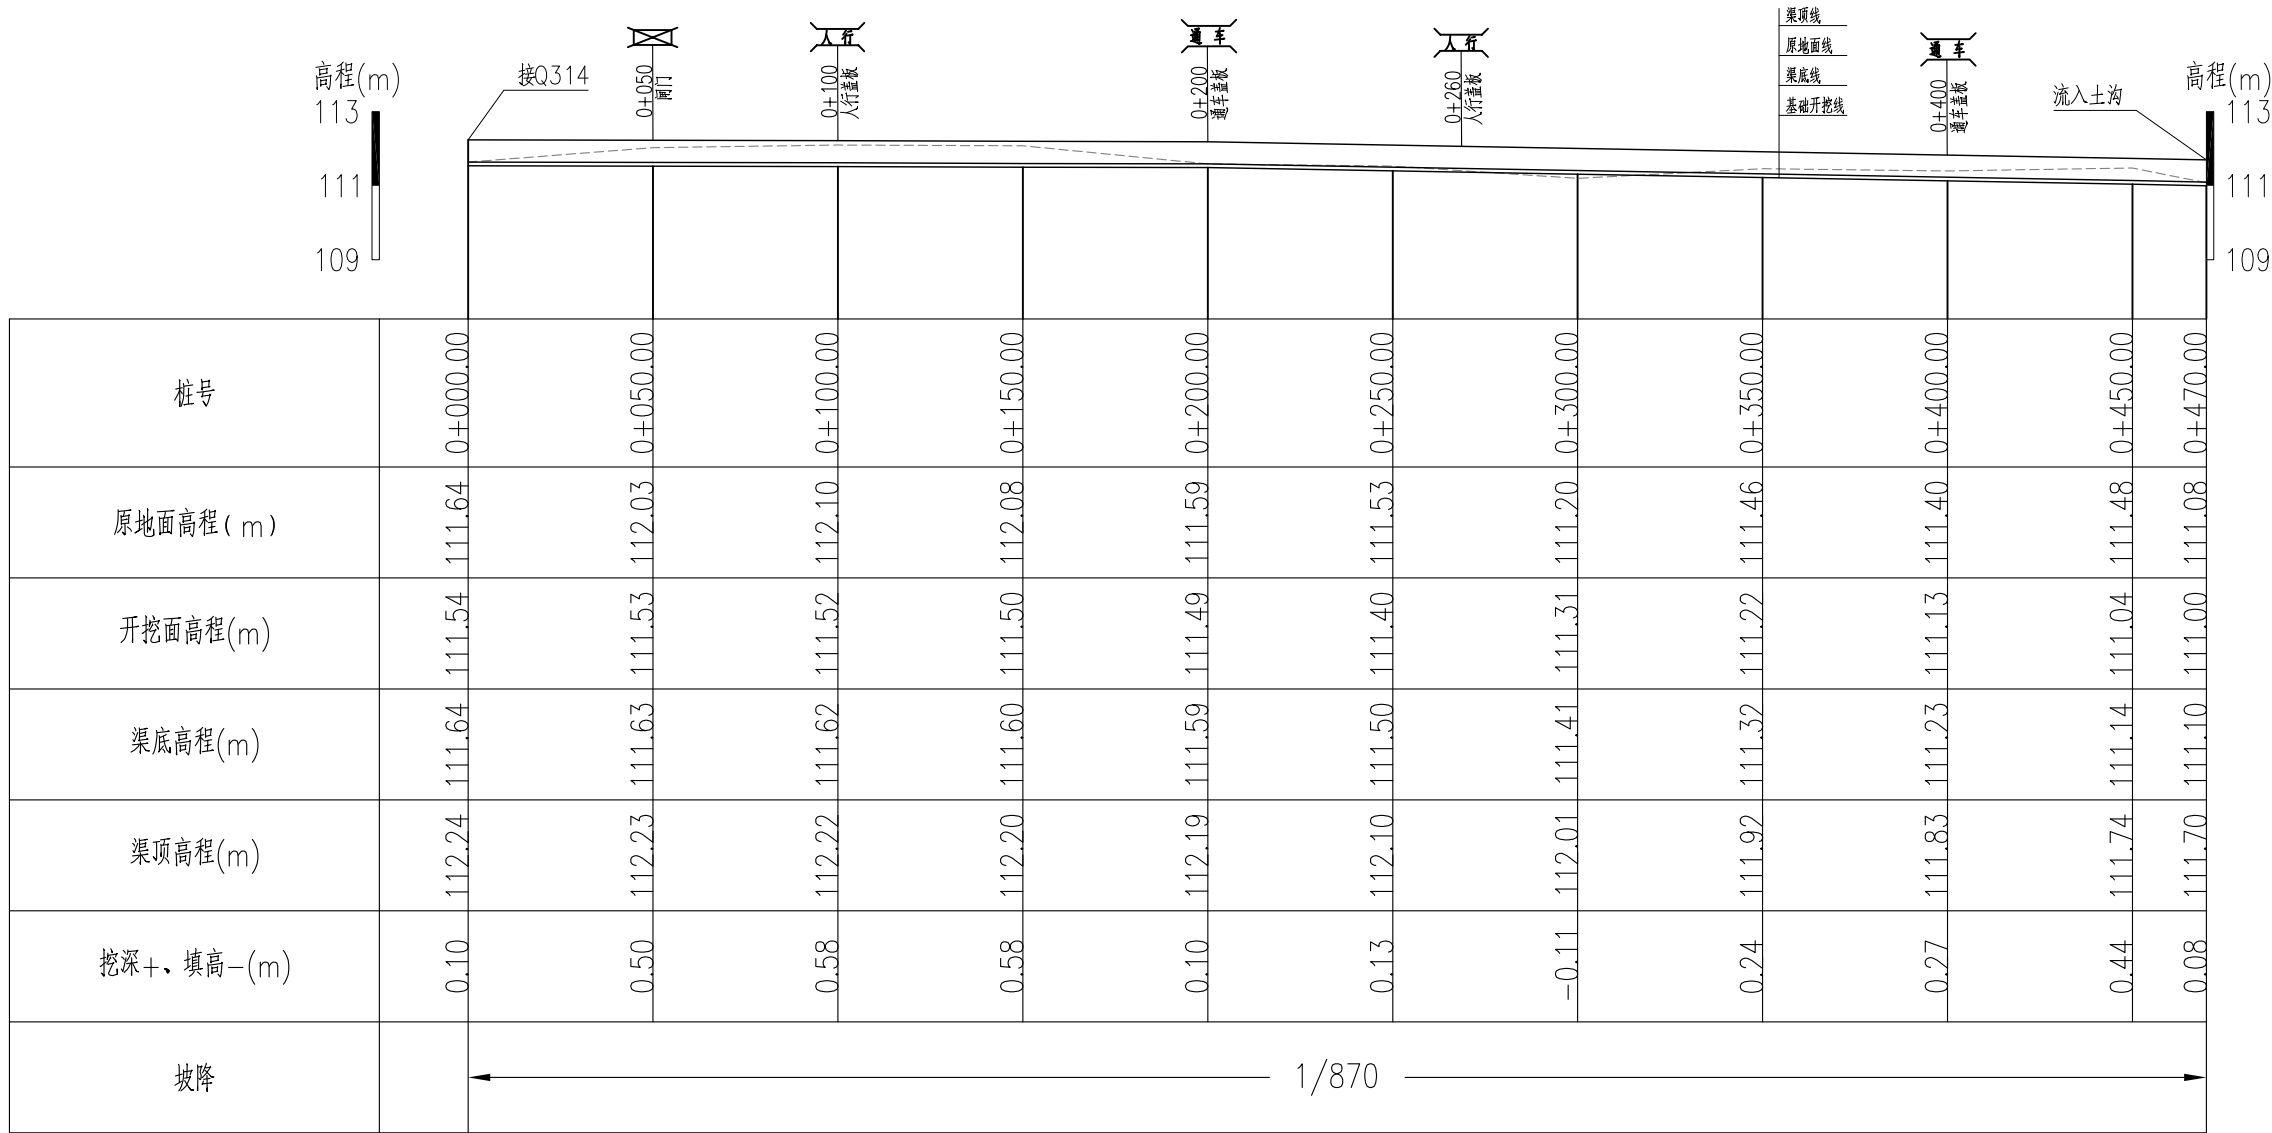 高程(m)
113
111
109
接Q314
0+050
闸门
人行
0+100
人行盖板
通车
0+200
通车盖板
人行
0+260
人行盖板
渠顶线
原地面线
渠底线
基础开挖线
通车
0+400
通车盖板
流入土沟
高程(m)
113
111
109
桩号 0+000.00 0+050.00 0+100.00 0+150.00 0+200.00 0+250.00 0+300.00 0+350.00 0+400.00 0+450.00 0+470.00
原地面高程(m) 111.64 112.03 112.10 112.08 111.59 111.53 111.20 111.46 111.40 111.48 111.08
开挖面高程(m) 111.54 111.53 111.52 111.50 111.49 111.40 111.31 111.22 111.13 111.04 111.00
渠底高程(m) 111.64 111.63 111.62 111.60 111.59 111.50 111.41 111.32 111.23 111.14 111.10
渠顶高程(m) 112.24 112.23 112.22 112.20 112.19 112.10 112.01 111.92 111.83 111.74 111.70
挖深+、填高-(m) 0.10 0.50 0.58 0.58 0.10 0.13 -0.11 0.24 0.27 0.44 0.08
坡降 1/870